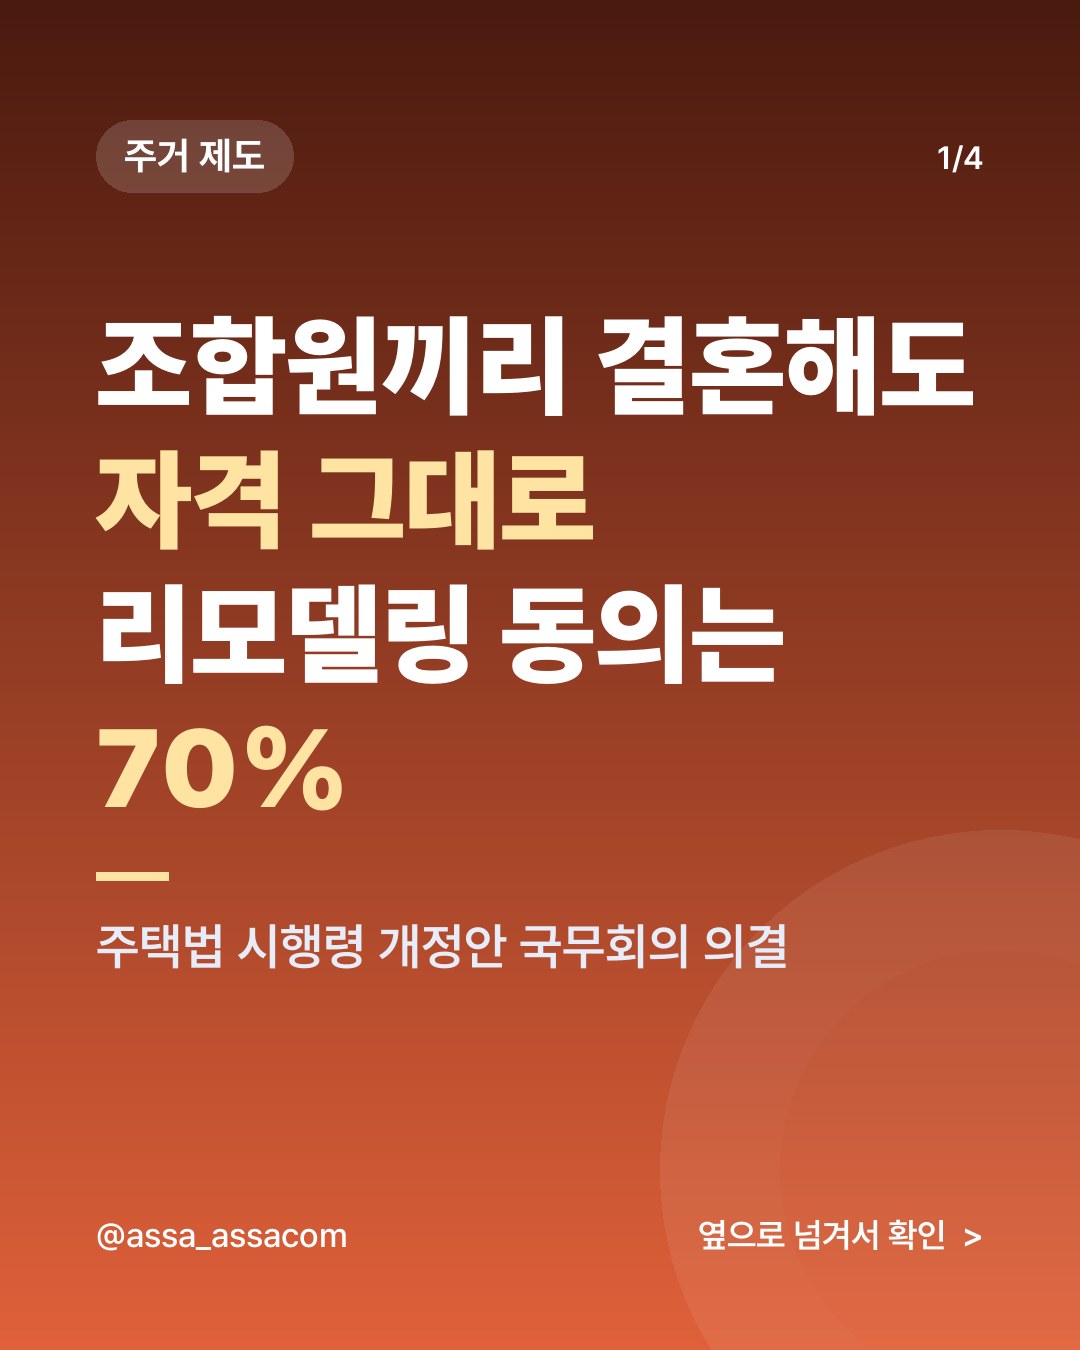 주거 제도
1/4
조합원끼리 결혼해도
자격 그대로
리모델링 동의는
70%
주택법 시행령 개정안 국무회의 의결
@assa_assacom
옆으로 넘겨서 확인 >